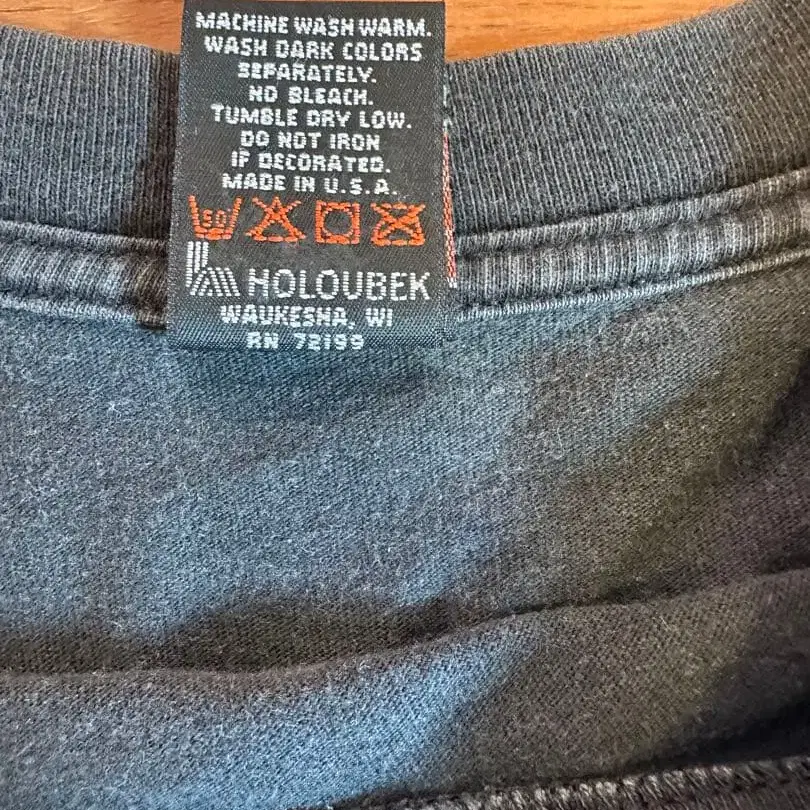 MACHINE WASH WARM.
WASH DARK COLORS
SEPARATELY.
NO BLEACH.
TUMBLE DRY LOW.
DO NOT IRON
IF DECORATED.
MADE IN U.S.A.
50
HOLOUBEK
WAUKESHA, WI
RN 72199